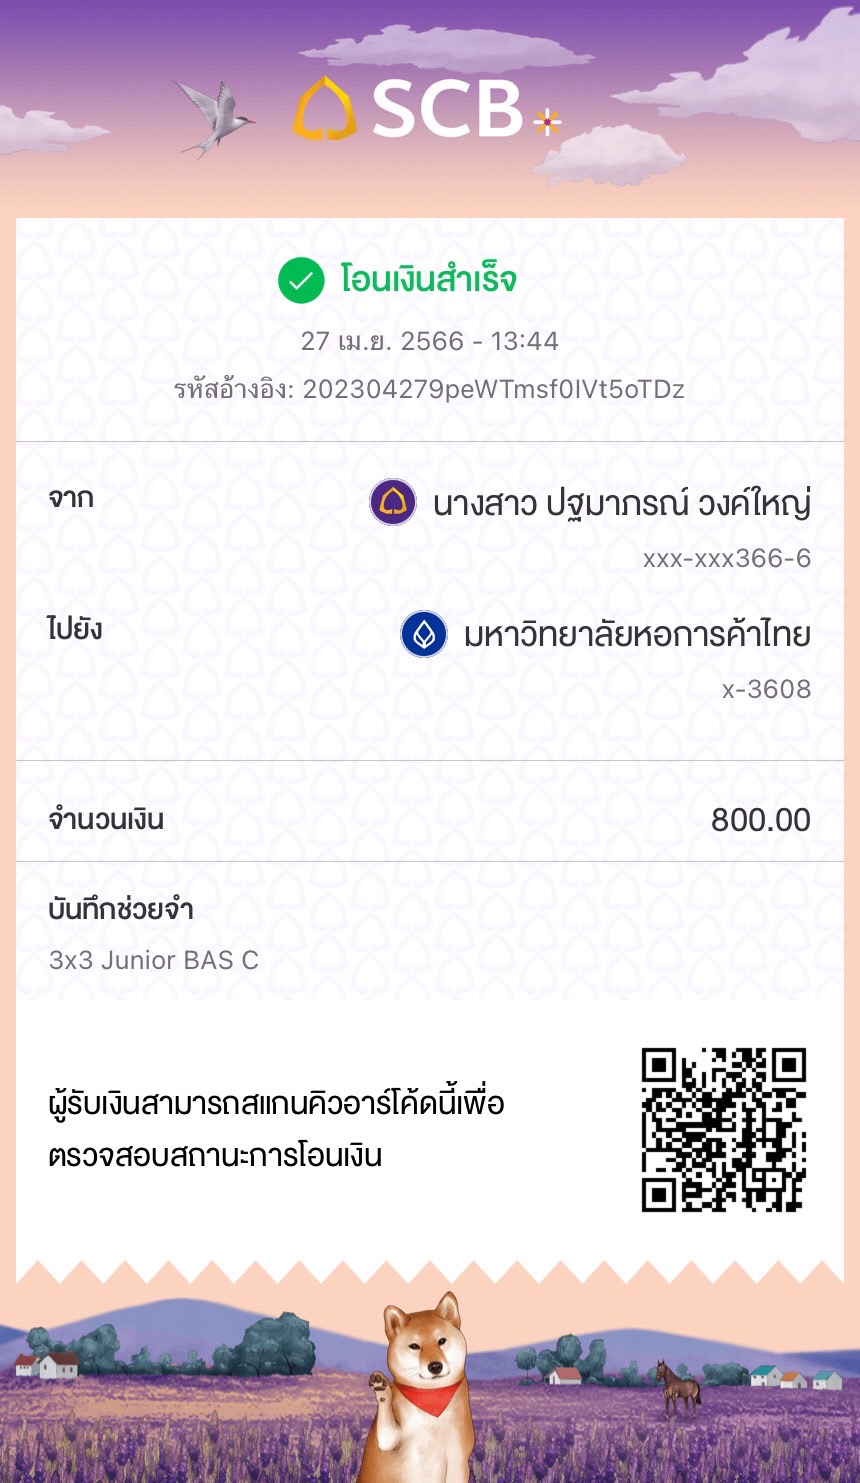 SCB
โอนเงินสำเร็จ
27 เม.ย. 2566 - 13:44
รหัสอ้างอิง: 202304279peWTmsf0IVt5oTDz
จาก
นางสาว ปฐมาภรณ์ วงค์ใหญ่
xxx-xxx366-6
ไปยัง
มหาวิทยาลัยหอการค้าไทย
x-3608
จำนวนเงิน
800.00
บันทึกช่วยจำ
3x3 Junior BAS C
ผู้รับเงินสามารถสแกนคิวอาร์โค้ดนี้เพื่อ
ตรวจสอบสถานะการโอนเงิน